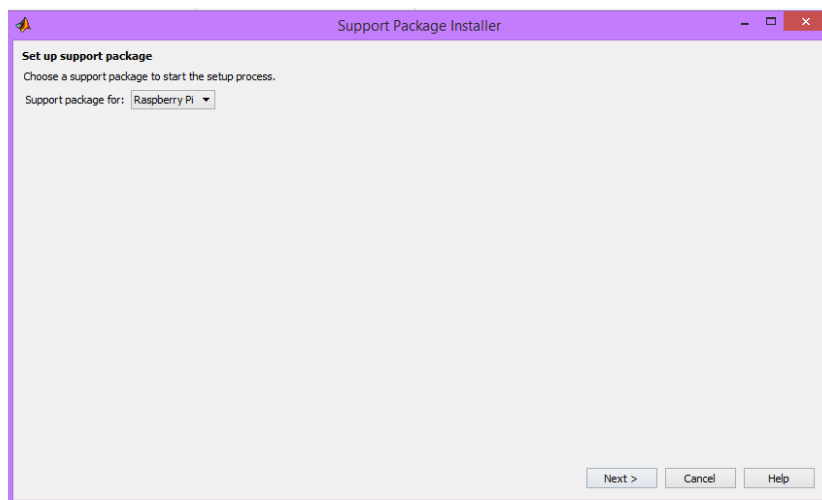 Support Package Installer
Set up support package
Choose a support package to start the setup process.
Support package for: Raspberry Pi
Next > Cancel Help